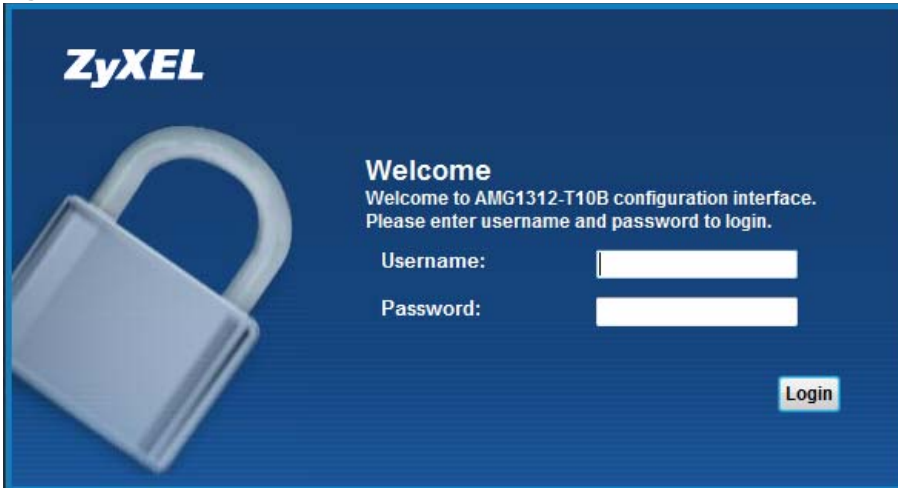 ZyXEL
Welcome
Welcome to AMG1312-T10B configuration interface.
Please enter username and password to login.
Username:
Password:
Login